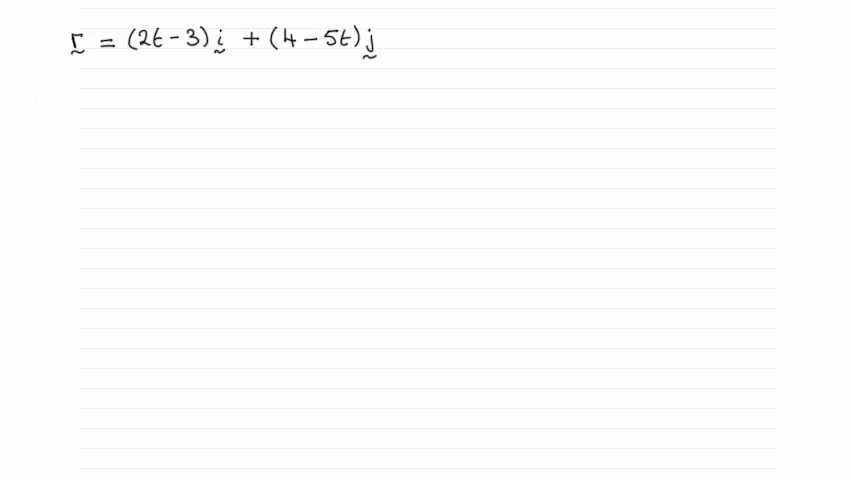 r̰ = (2t - 3) ḭ + (4 - 5t) j̰